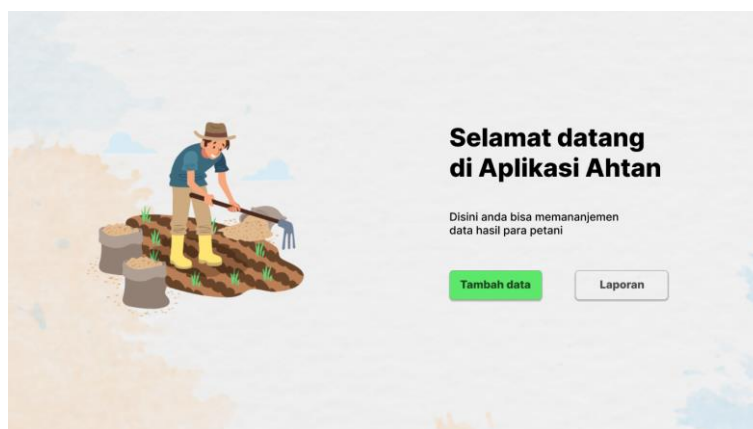 Selamat datang
di Aplikasi Ahtan
Disini anda bisa memananjemen
data hasil para petani
Tambah data
Laporan